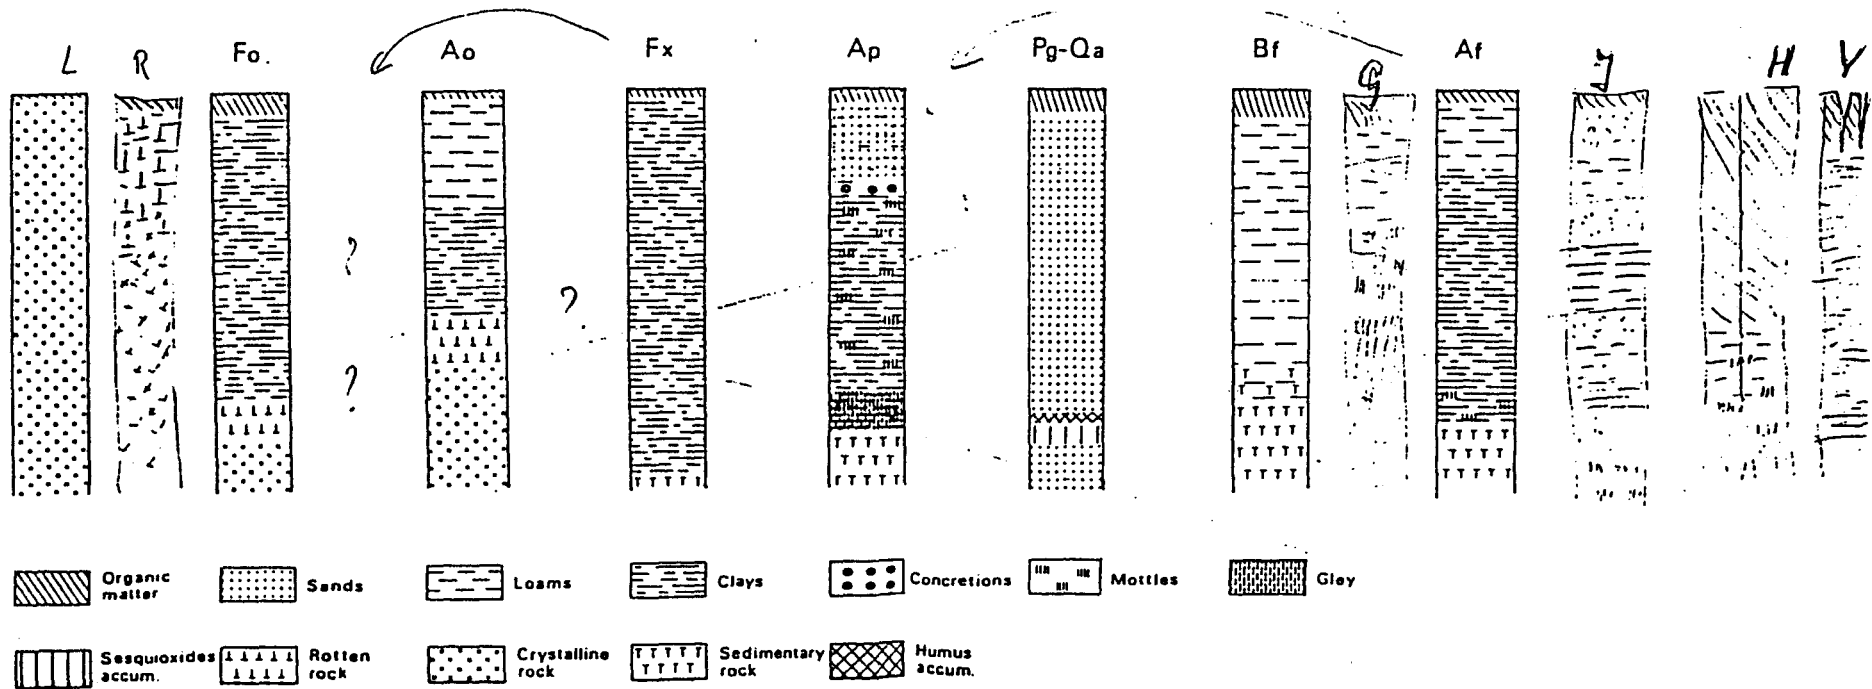 L R Fo. Ao Fx Ap Pg-Qa Bf G Af J H Y
?
?
?
Organic matter
Sands
Loams
Clays
Concretions
Mottles
Gley
Sesquioxides accum.
Rotten rock
Crystalline rock
Sedimentary rock
Humus accum.